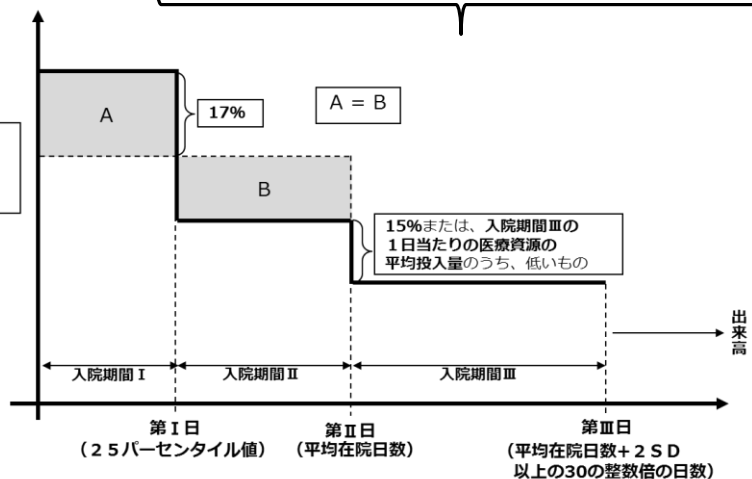 A
17%
A = B
B
15%または、入院期間Ⅲの
１日当たりの医療資源の
平均投入量のうち、低いもの
出来高
入院期間Ⅰ
入院期間Ⅱ
入院期間Ⅲ
第Ⅰ日
（２５パーセンタイル値）
第Ⅱ日
（平均在院日数）
第Ⅲ日
（平均在院日数+２ＳＤ
以上の30の整数倍の日数）